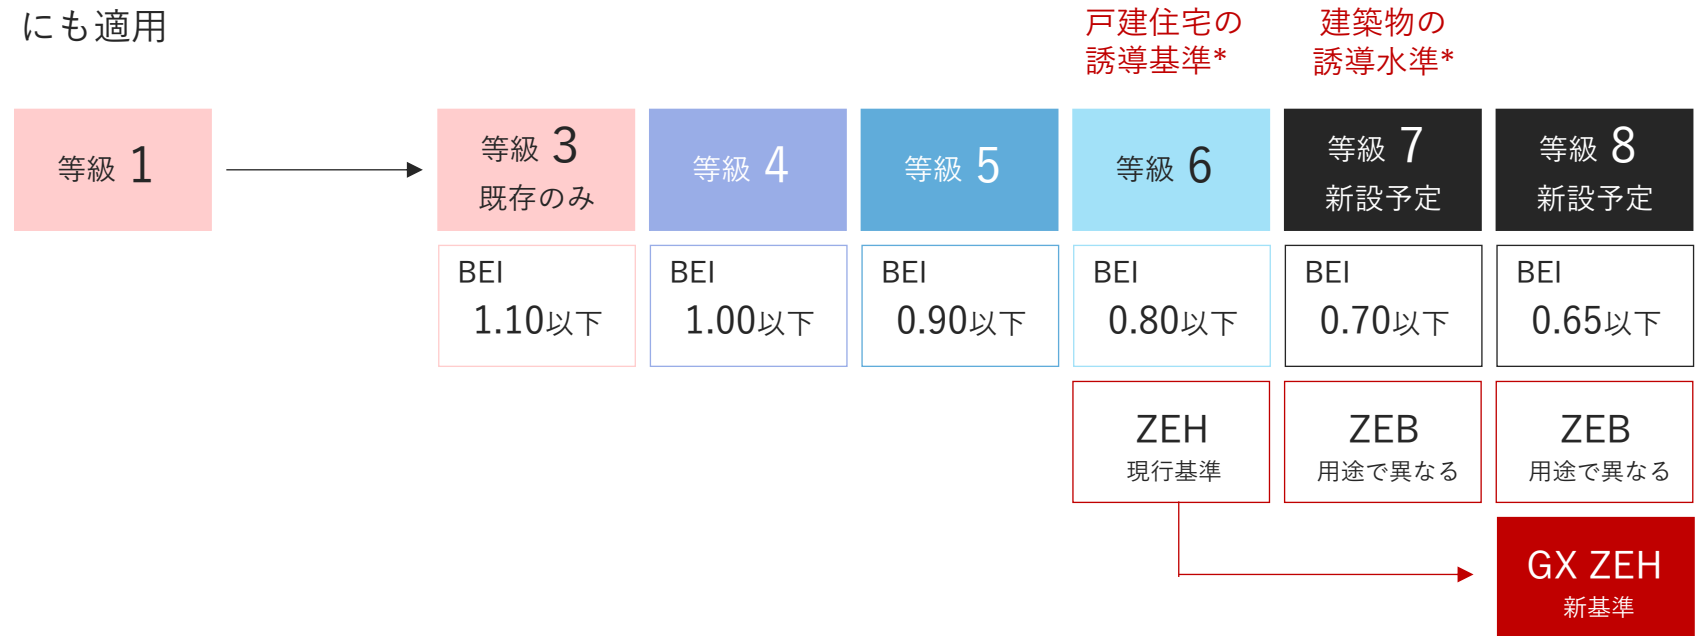 にも適用
戸建住宅の
誘導基準*
建築物の
誘導水準*
等級 1
等級 3
既存のみ
等級 4
等級 5
等級 6
等級 7
新設予定
等級 8
新設予定
BEI
1.10以下
BEI
1.00以下
BEI
0.90以下
BEI
0.80以下
BEI
0.70以下
BEI
0.65以下
ZEH
現行基準
ZEB
用途で異なる
ZEB
用途で異なる
GX ZEH
新基準